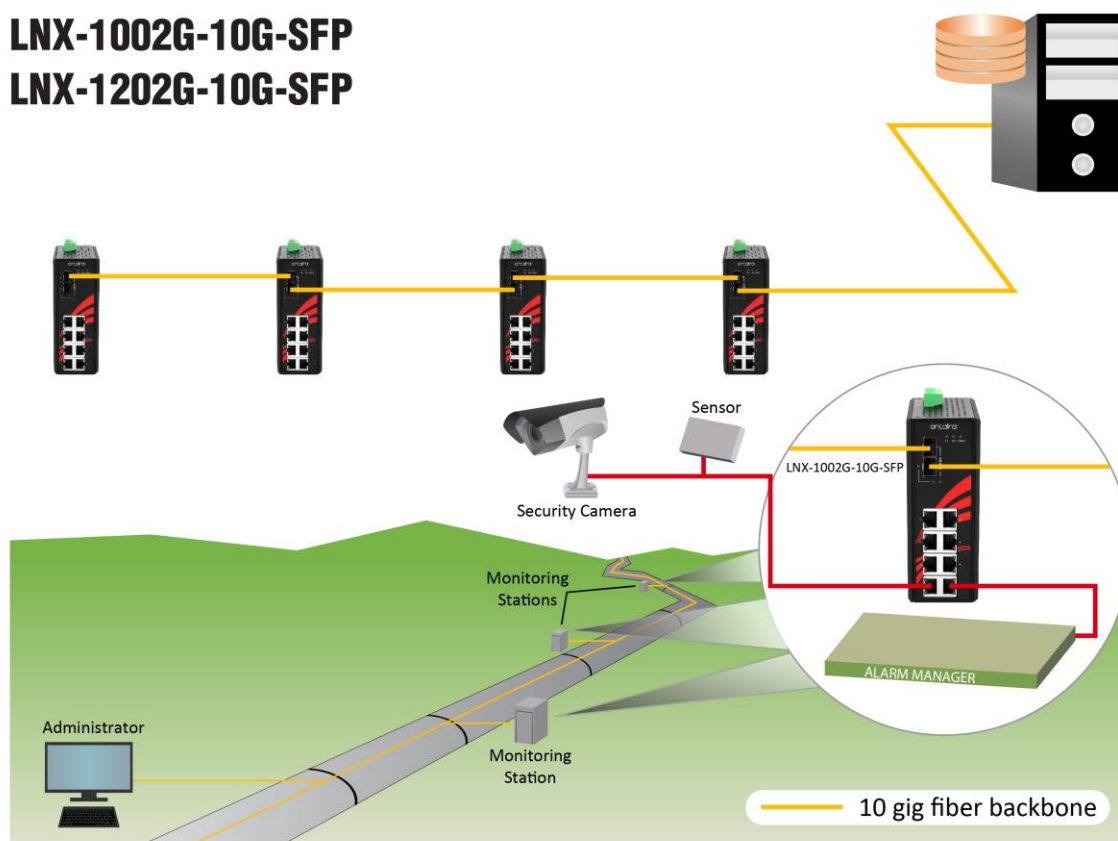 LNX-1002G-10G-SFP
LNX-1202G-10G-SFP
Sensor
Security Camera
antaira
LNX-1002G-10G-SFP
ALARM MANAGER
Monitoring
Stations
Administrator
Monitoring
Station
10 gig fiber backbone